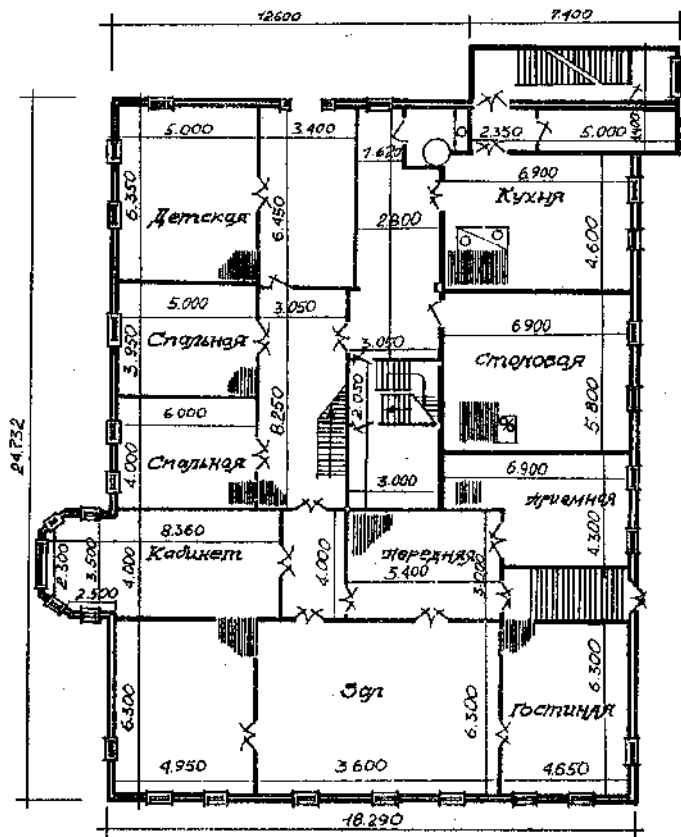 12.600 7.400
5.000 3.400 2.350 5.000 1.400
1.620
6.900
Кухня
6.350 6.450 2.800 4.600
Детская
5.000 3.050
6.900
Спальная
3.950 3.050 Столовая
24.732
6.000 8.250 2.050 5.800
4.000 Спальная
3.000 6.900
Приемная
8.360 4.300
Кабинет
2.300 3.500 4.000 4.000 Передняя
5.400 3.000
2.500
6.300
6.300 Зал 6.300 Гостиная
4.950 3.600 4.650
18.290